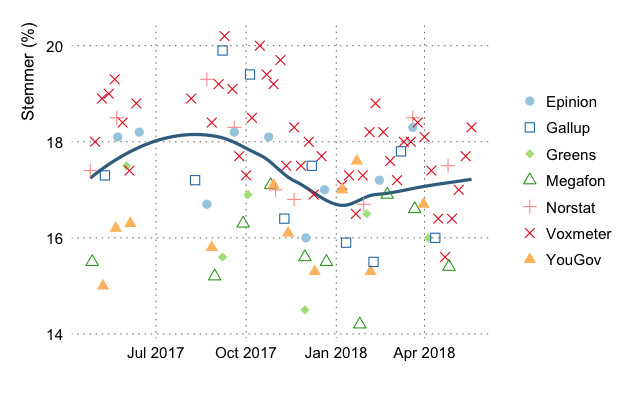 Stemmer (%)
20
18
16
14
Jul 2017
Oct 2017
Jan 2018
Apr 2018
Epinion
Gallup
Greens
Megafon
Norstat
Voxmeter
YouGov